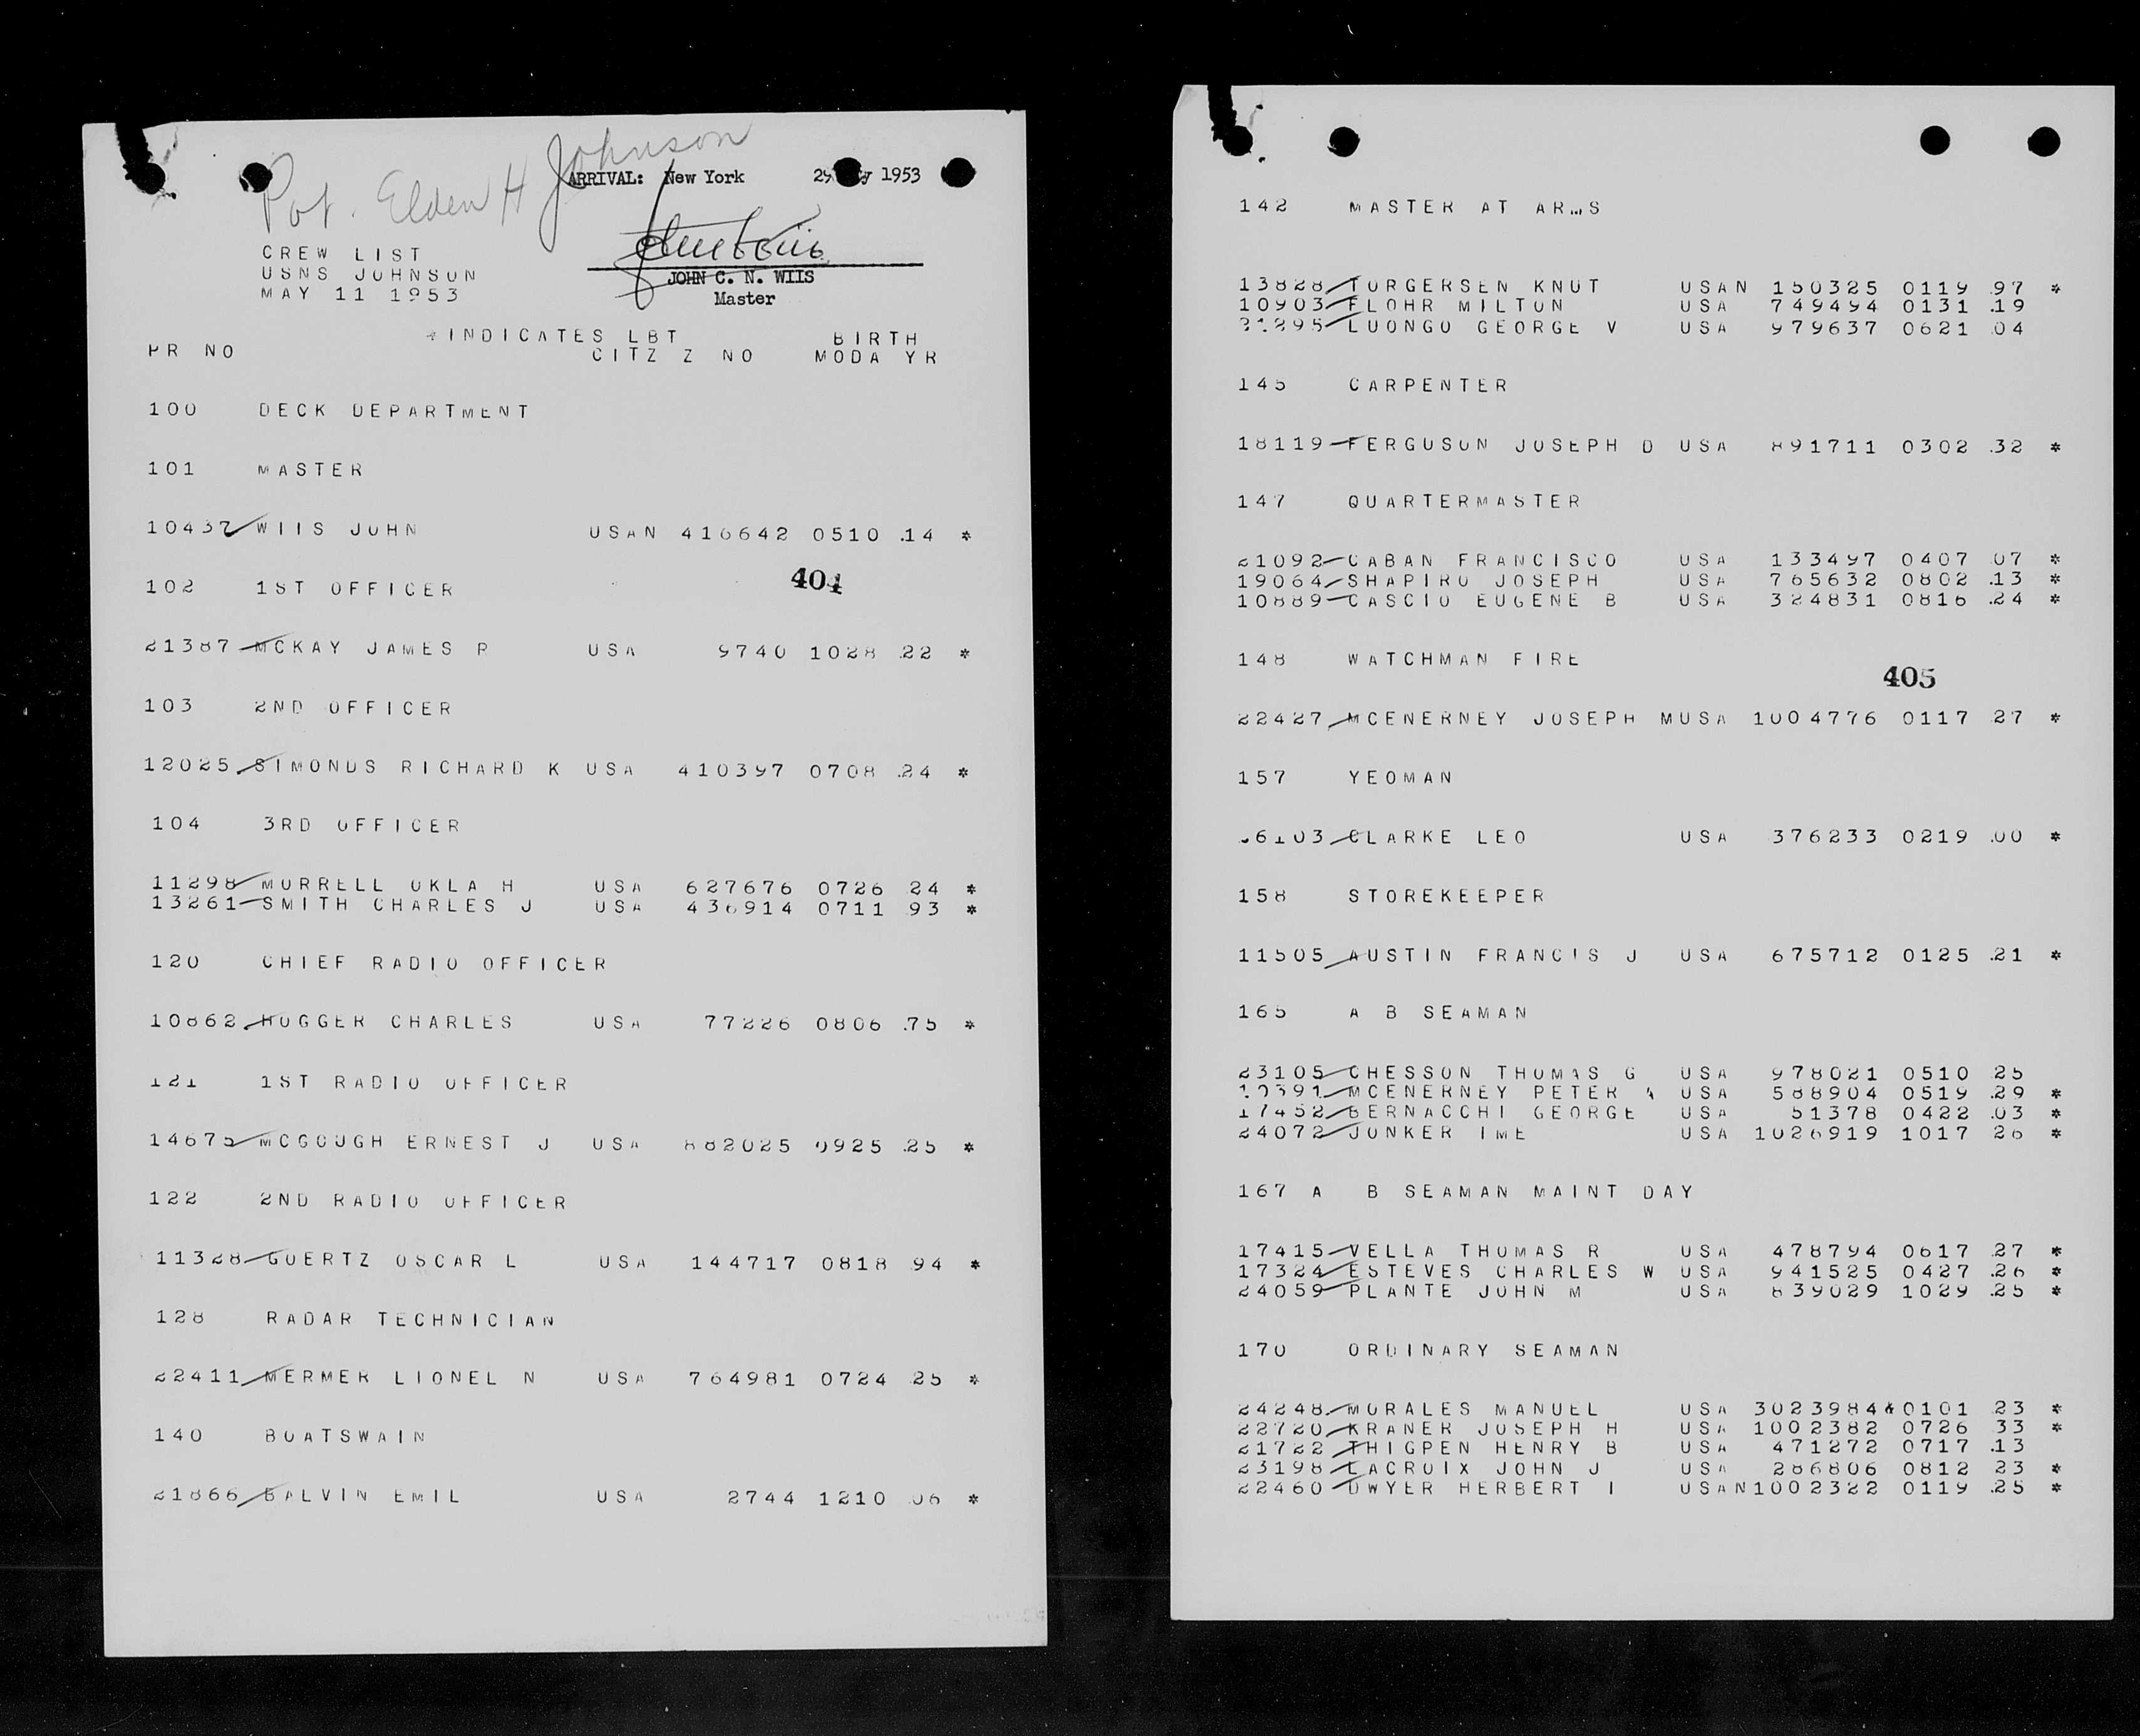 Pvt. Elden H Johnson
ARRIVAL: New York 29 1953
JOHN C. N. WIIS
Master
CREW LIST
USNS JOHNSON
MAY 11 1953
*INDICATES LBT BIRTH
PR NO CITZ Z NO MODA YR
100 DECK DEPARTMENT
101 MASTER
10437 WIIS JOHN USAN 416642 0510 .14 *
404
102 1ST OFFICER
21387 MCKAY JAMES P USA 9740 1028 22 *
103 2ND OFFICER
12025 SIMONDS RICHARD K USA 410397 0708 .24 *
104 3RD OFFICER
11298 MORRELL OKLA H USA 627676 0726 24 *
13261 SMITH CHARLES J USA 436914 0711 93 *
120 CHIEF RADIO OFFICER
10862 HUGGER CHARLES USA 77226 0806 .75 *
121 1ST RADIO OFFICER
14675 MCGOUGH ERNEST J USA 882025 0925 .25 *
122 2ND RADIO OFFICER
11328 GOERTZ OSCAR L USA 144717 0818 94 *
128 RADAR TECHNICIAN
22411 MERMER LIONEL N USA 764981 0724 25 *
140 BOATSWAIN
21866 BALVIN EMIL USA 2744 1210 06 *
142 MASTER AT ARMS
13828 TORGERSEN KNUT USAN 150325 0119 97 *
10903 FLOHR MILTON USA 749494 0131 .19
21295 LUONGO GEORGE V USA 979637 0621 04
145 CARPENTER
18119 FERGUSON JOSEPH D USA 891711 0302 .32 *
147 QUARTERMASTER
21092 CABAN FRANCISCO USA 133497 0407 07 *
19064 SHAPIRO JOSEPH USA 765632 0802 .13 *
10889 CASCIO EUGENE B USA 324831 0816 .24 *
148 WATCHMAN FIRE
405
22427 MCENERNEY JOSEPH MUSA 1004776 0117 27 *
157 YEOMAN
CLARKE LEO USA 376233 0219 .00 *
158 STOREKEEPER
11505 AUSTIN FRANCIS J USA 675712 0125 .21 *
165 A B SEAMAN
23105 CHESSON THOMAS G USA 978021 0510 25
10391 MCENERNEY PETER A USA 588904 0519 .29 *
17452 BERNACCHI GEORGE USA 51378 0422 .03 *
24072 JONKER IME USA 1026919 1017 26 *
167 A B SEAMAN MAINT DAY
17415 VELLA THOMAS R USA 478794 0617 27 *
17324 ESTEVES CHARLES W USA 941525 0427 .26 *
24059 PLANTE JOHN M USA 839029 1029 .25 *
170 ORDINARY SEAMAN
24248 MORALES MANUEL USA 3023984&0101 .23 *
22720 KRANER JOSEPH H USA 1002382 0726 33 *
21722 THIGPEN HENRY B USA 471272 0717 .13
23198 LACROIX JOHN J USA 286806 0812 23 *
22460 DWYER HERBERT I USAN1002322 0119 .25 *